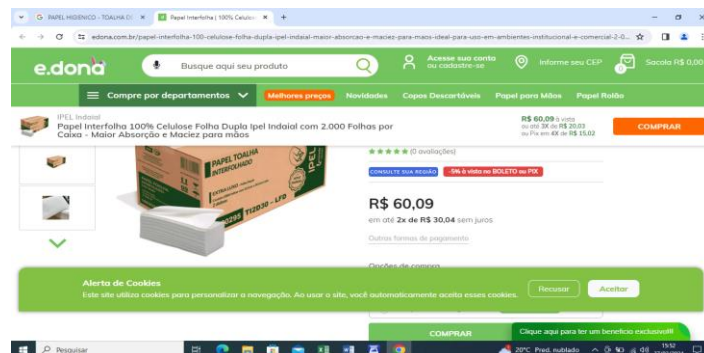 PAPEL HIGIENICO - TOALHA DE
Papel Interfolha | 100% Celulos
edona.com.br/papel-interfolha-100-celulose-folha-dupla-ipel-indaial-maior-absorcao-e-maciez-para-maos-ideal-para-uso-em-ambientes-institucional-e-comercial-2-0...
e.dona
Busque aqui seu produto
Acesse sua conta
ou cadastre-se
Informe seu CEP
0
Sacola R$ 0,00
Compre por departamentos
Melhores preços
Novidades
Copos Descartáveis
Papel para Mãos
Papel Rolão
IPEL Indaial
Papel Interfolha 100% Celulose Folha Dupla Ipel Indaial com 2.000 Folhas por
Caixa - Maior Absorção e Maciez para mãos
R$ 60,09 à vista
ou até 3X de R$ 20,03
ou Pix em 4X de R$ 15,02
COMPRAR
PAPEL TOALHA
INTERFOLHADO
IPEL
T12D30 - LFD
(0 avaliações)
CONSULTE SUA REGIÃO
-5% à vista no BOLETO ou PIX
R$ 60,09
em até 2x de R$ 30,04 sem juros
Outras formas de pagamento
Opções de compra
Alerta de Cookies
Este site utiliza cookies para personalizar a navegação. Ao usar o site, você automaticamente aceita esses cookies.
Recusar
Aceitar
COMPRAR
Clique aqui para ter um benefício exclusivo!!!
Pesquisar
20°C Pred. nublado
15:52